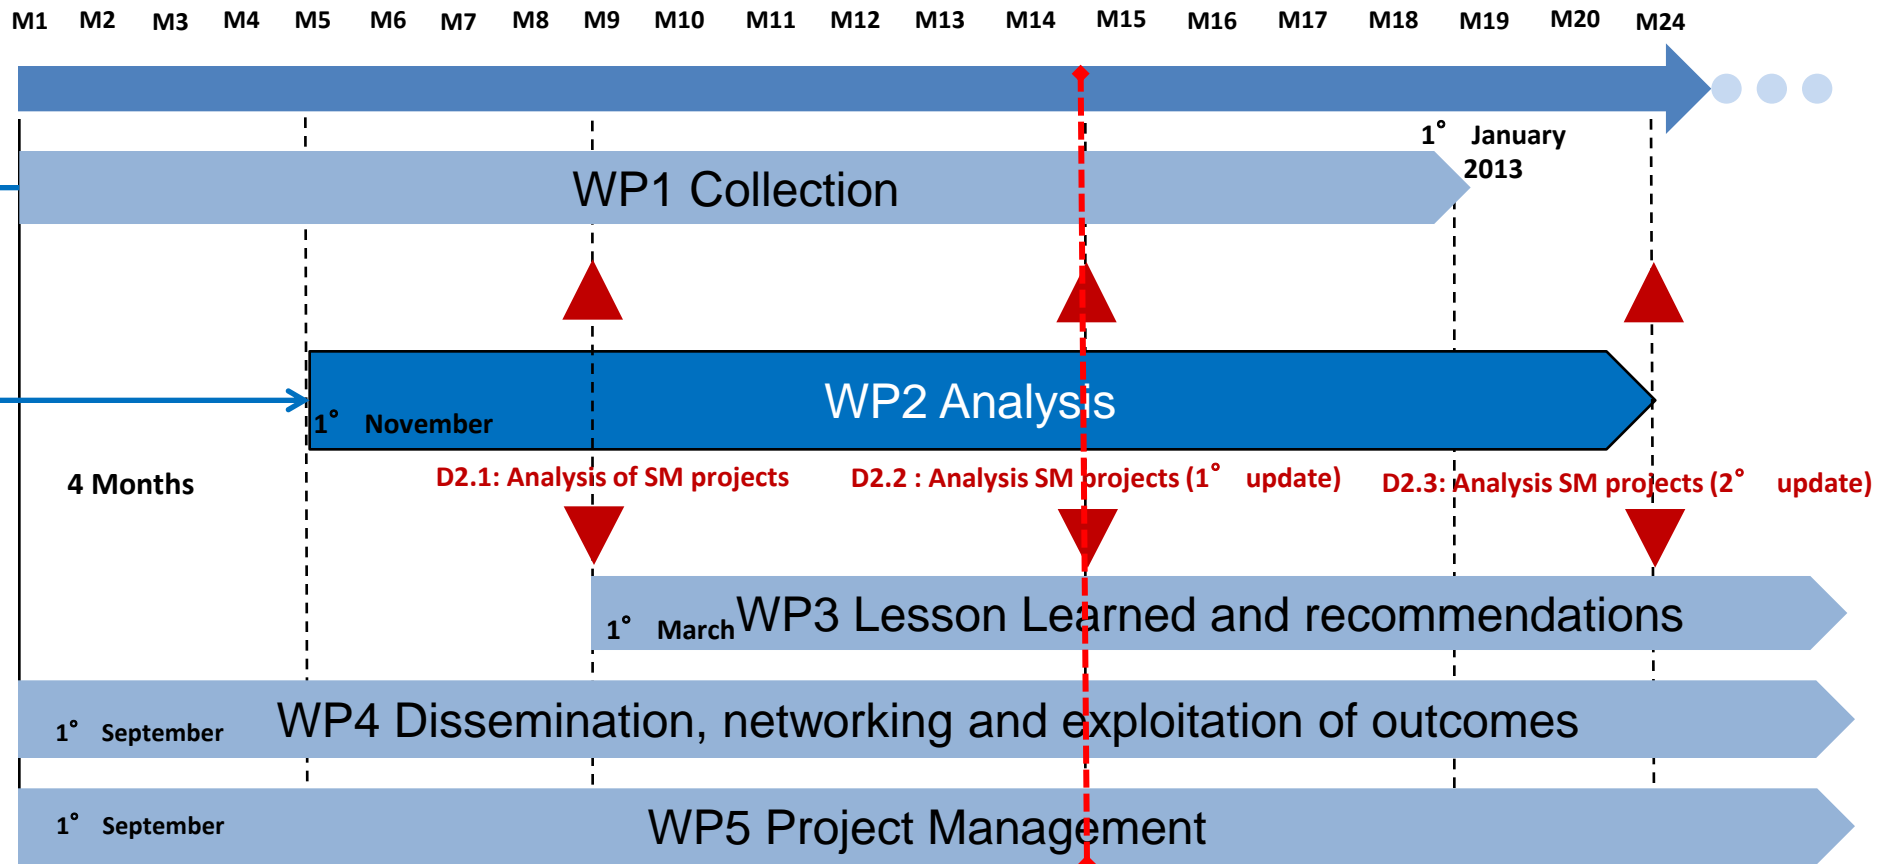 M1 M2 M3 M4 M5 M6 M7 M8 M9 M10 M11 M12 M13 M14 M15 M16 M17 M18 M19 M20 M24
1° January
2013
WP1 Collection
WP2 Analysis
1° November
4 Months
D2.1: Analysis of SM projects
D2.2 : Analysis SM projects (1° update)
D2.3: Analysis SM projects (2° update)
1° March
WP3 Lesson Learned and recommendations
1° September
WP4 Dissemination, networking and exploitation of outcomes
1° September
WP5 Project Management